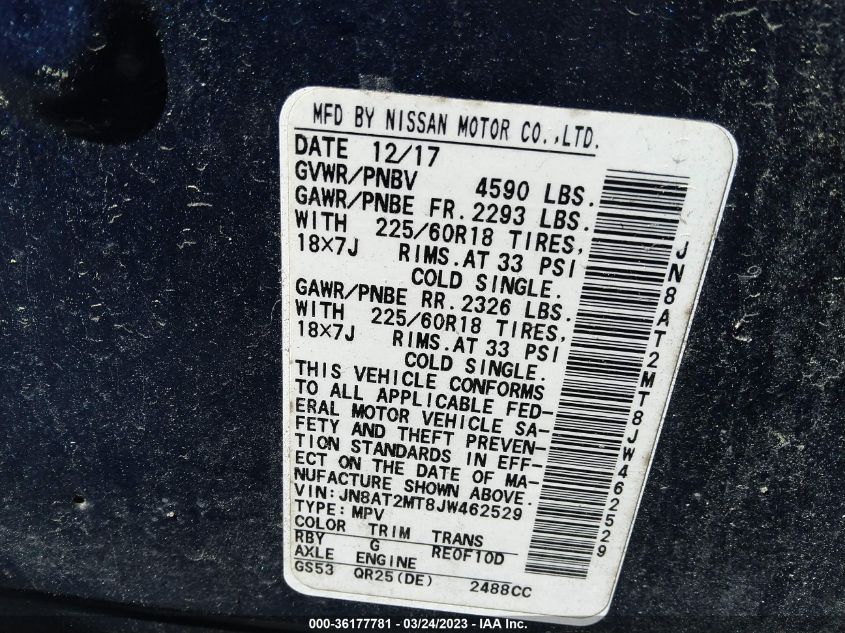 MFD BY NISSAN MOTOR CO.,LTD.
DATE 12/17
GVWR/PNBV 4590 LBS.
GAWR/PNBE FR. 2293 LBS.
WITH 225/60R18 TIRES,
18×7J RIMS. AT 33 PSI
COLD SINGLE.
GAWR/PNBE RR. 2326 LBS.
WITH 225/60R18 TIRES,
18×7J RIMS. AT 33 PSI
COLD SINGLE.
THIS VEHICLE CONFORMS
TO ALL APPLICABLE FED-
ERAL MOTOR VEHICLE SA-
FETY AND THEFT PREVEN-
TION STANDARDS IN EFF-
ECT ON THE DATE OF MA-
NUFACTURE SHOWN ABOVE.
VIN: JN8AT2MT8JW462529
TYPE: MPV
COLOR TRIM TRANS
RBY G RE0F10D
AXLE ENGINE
GS53 QR25(DE) 2488CC
JN8AT2MT8JW462529
000-36177781 - 03/24/2023 - IAA Inc.